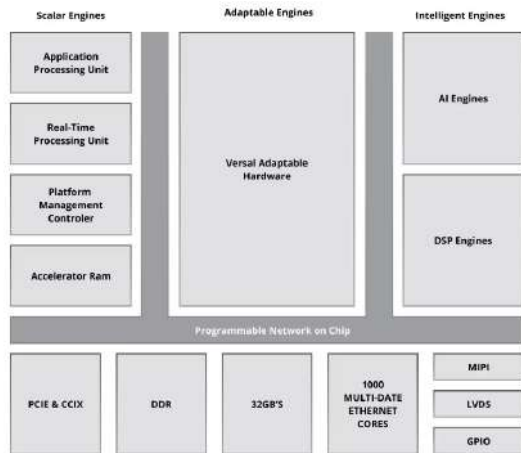 Scalar Engines
Adaptable Engines
Intelligent Engines
Application
Processing Unit
Real-Time
Processing Unit
Platform
Management
Controler
Accelerator Ram
Versal Adaptable
Hardware
AI Engines
DSP Engines
Programmable Network on Chip
PCIE & CCIX
DDR
32GB'S
1000
MULTI-DATE
ETHERNET
CORES
MIPI
LVDS
GPIO